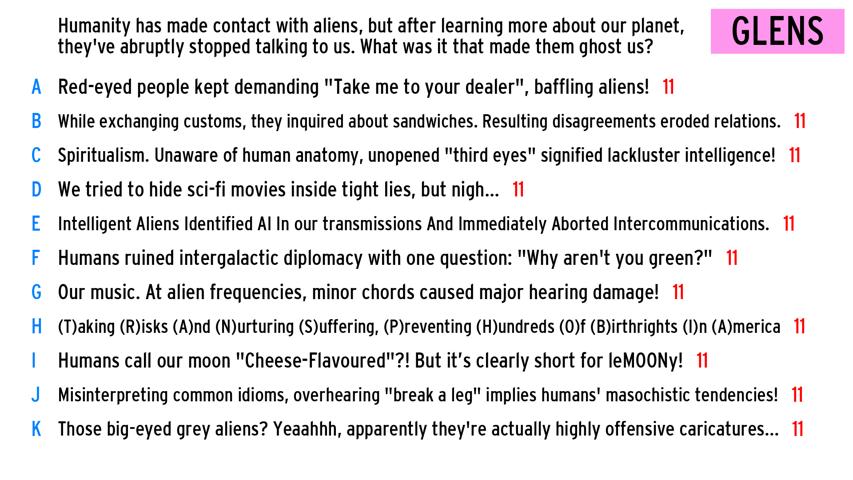 Humanity has made contact with aliens, but after learning more about our planet,
they've abruptly stopped talking to us. What was it that made them ghost us?
GLENS
A Red-eyed people kept demanding "Take me to your dealer", baffling aliens! 11
B While exchanging customs, they inquired about sandwiches. Resulting disagreements eroded relations. 11
C Spiritualism. Unaware of human anatomy, unopened "third eyes" signified lackluster intelligence! 11
D We tried to hide sci-fi movies inside tight lies, but nigh... 11
E Intelligent Aliens Identified AI In our transmissions And Immediately Aborted Intercommunications. 11
F Humans ruined intergalactic diplomacy with one question: "Why aren't you green?" 11
G Our music. At alien frequencies, minor chords caused major hearing damage! 11
H (T)aking (R)isks (A)nd (N)urturing (S)uffering, (P)reventing (H)undreds (O)f (B)irthrights (I)n (A)merica 11
I Humans call our moon "Cheese-Flavoured"?! But it’s clearly short for leMOONy! 11
J Misinterpreting common idioms, overhearing "break a leg" implies humans' masochistic tendencies! 11
K Those big-eyed grey aliens? Yeaahhh, apparently they're actually highly offensive caricatures... 11